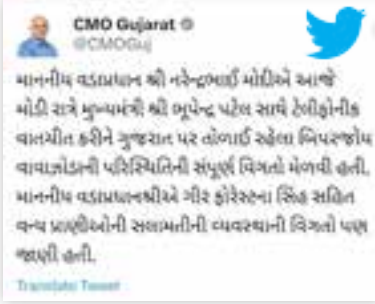 CMO Gujarat
@CMOGuj
માનનીય વડાપ્રધાન શ્રી નરેન્દ્રભાઈ મોદીએ આજે
મોડી રાત્રે મુખ્યમંત્રી શ્રી ભૂપેન્દ્ર પટેલ સાથે ટેલીફોનીક
વાતચીત કરીને ગુજરાત પર તોળાઈ રહેલા બિપરજોય
વાવાઝોડાની પરિસ્થિતિની સંપૂર્ણ વિગતો મેળવી હતી.
માનનીય વડાપ્રધાનશ્રીએ ગીર ફોરેસ્ટના સિંહ સહિત
વન્ય પ્રાણીઓની સલામતીની વ્યવસ્થાની વિગતો પણ
જાણી હતી.
Translate Tweet